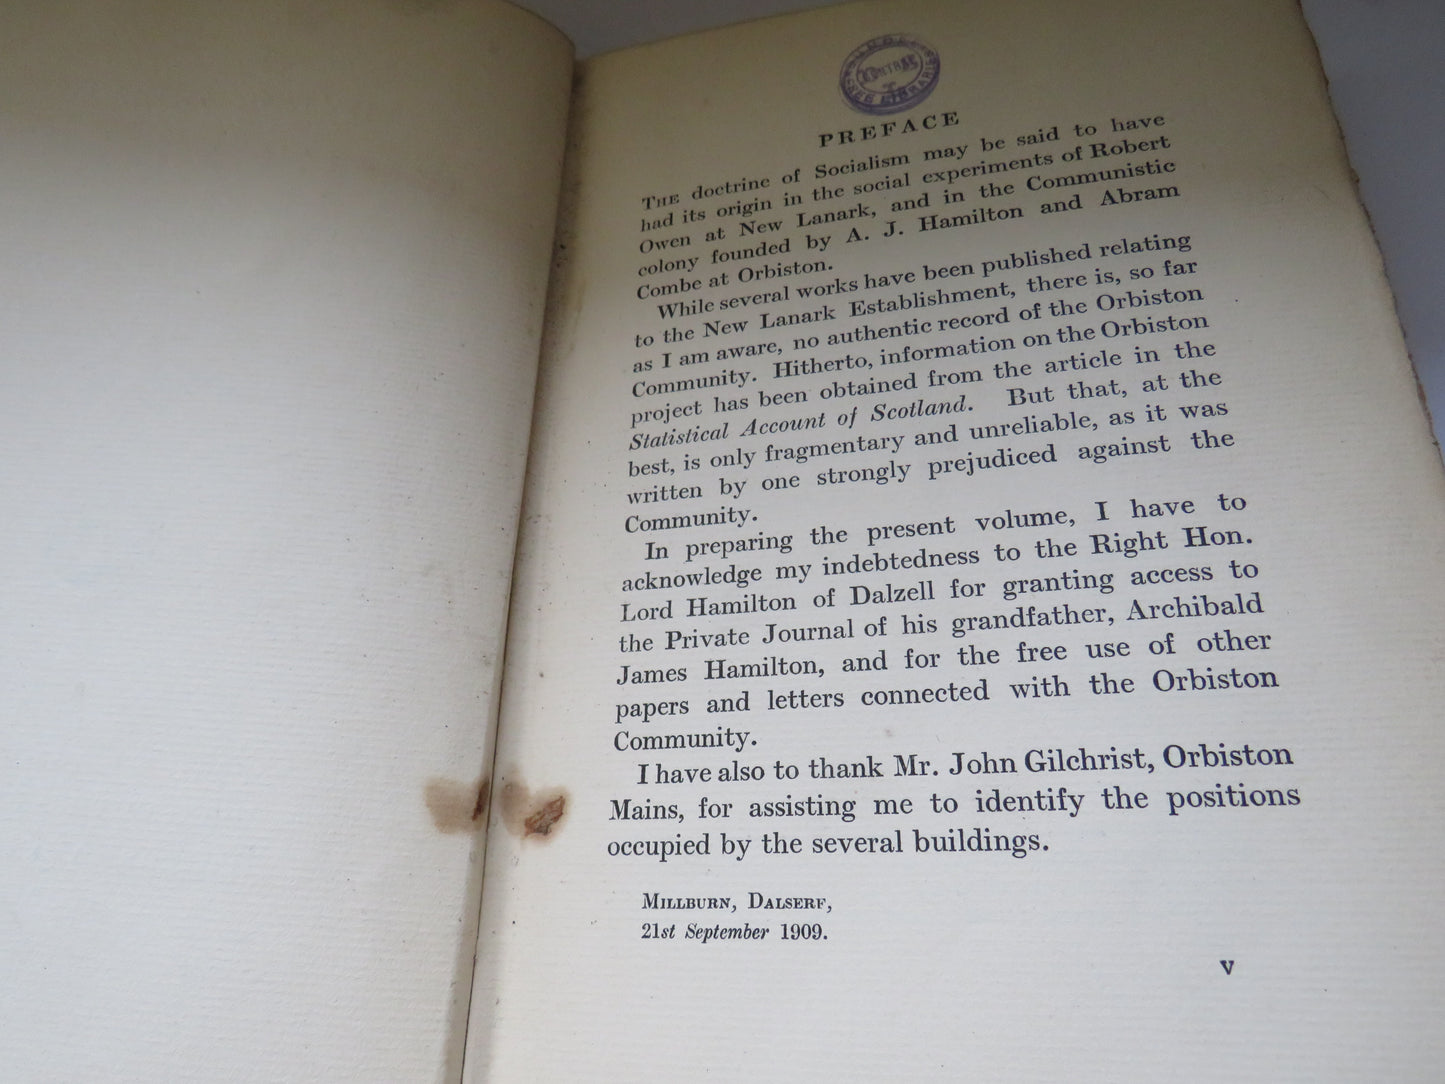 DUNDEE
CENTRAL
FREE LIBRARIES
PREFACE
THE doctrine of Socialism may be said to have
had its origin in the social experiments of Robert
Owen at New Lanark, and in the Communistic
colony founded by A. J. Hamilton and Abram
Combe at Orbiston.
While several works have been published relating
to the New Lanark Establishment, there is, so far
as I am aware, no authentic record of the Orbiston
Community. Hitherto, information on the Orbiston
project has been obtained from the article in the
Statistical Account of Scotland. But that, at the
best, is only fragmentary and unreliable, as it was
written by one strongly prejudiced against the
Community.
In preparing the present volume, I have to
acknowledge my indebtedness to the Right Hon.
Lord Hamilton of Dalzell for granting access to
the Private Journal of his grandfather, Archibald
James Hamilton, and for the free use of other
papers and letters connected with the Orbiston
Community.
I have also to thank Mr. John Gilchrist, Orbiston
Mains, for assisting me to identify the positions
occupied by the several buildings.
MILLBURN, DALSERF,
21st September 1909.
v